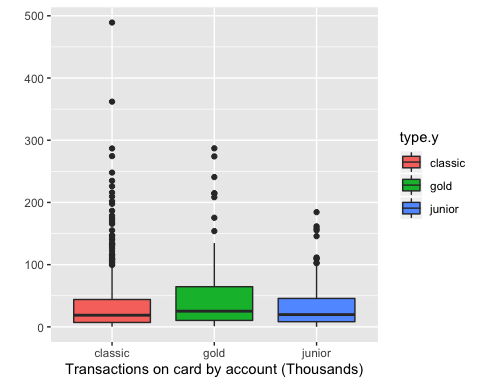 500
400
300
200
100
0
classic
gold
junior
Transactions on card by account (Thousands)
type.y
classic
gold
junior